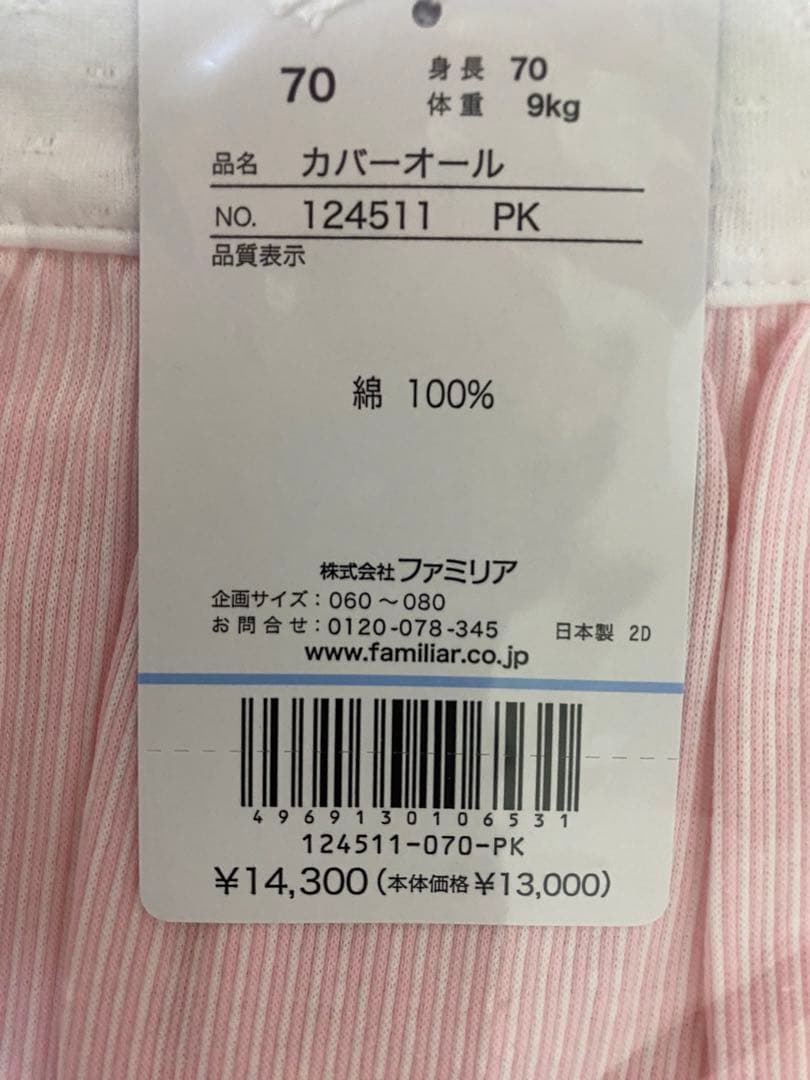 70
身長 70
体重 9kg
品名 カバーオール
NO. 124511 PK
品質表示
綿 100%
株式会社ファミリア
企画サイズ：060～080
お問合せ：0120-078-345 日本製 2D
www.familiar.co.jp
4969130106531
124511-070-PK
¥14,300（本体価格¥13,000）